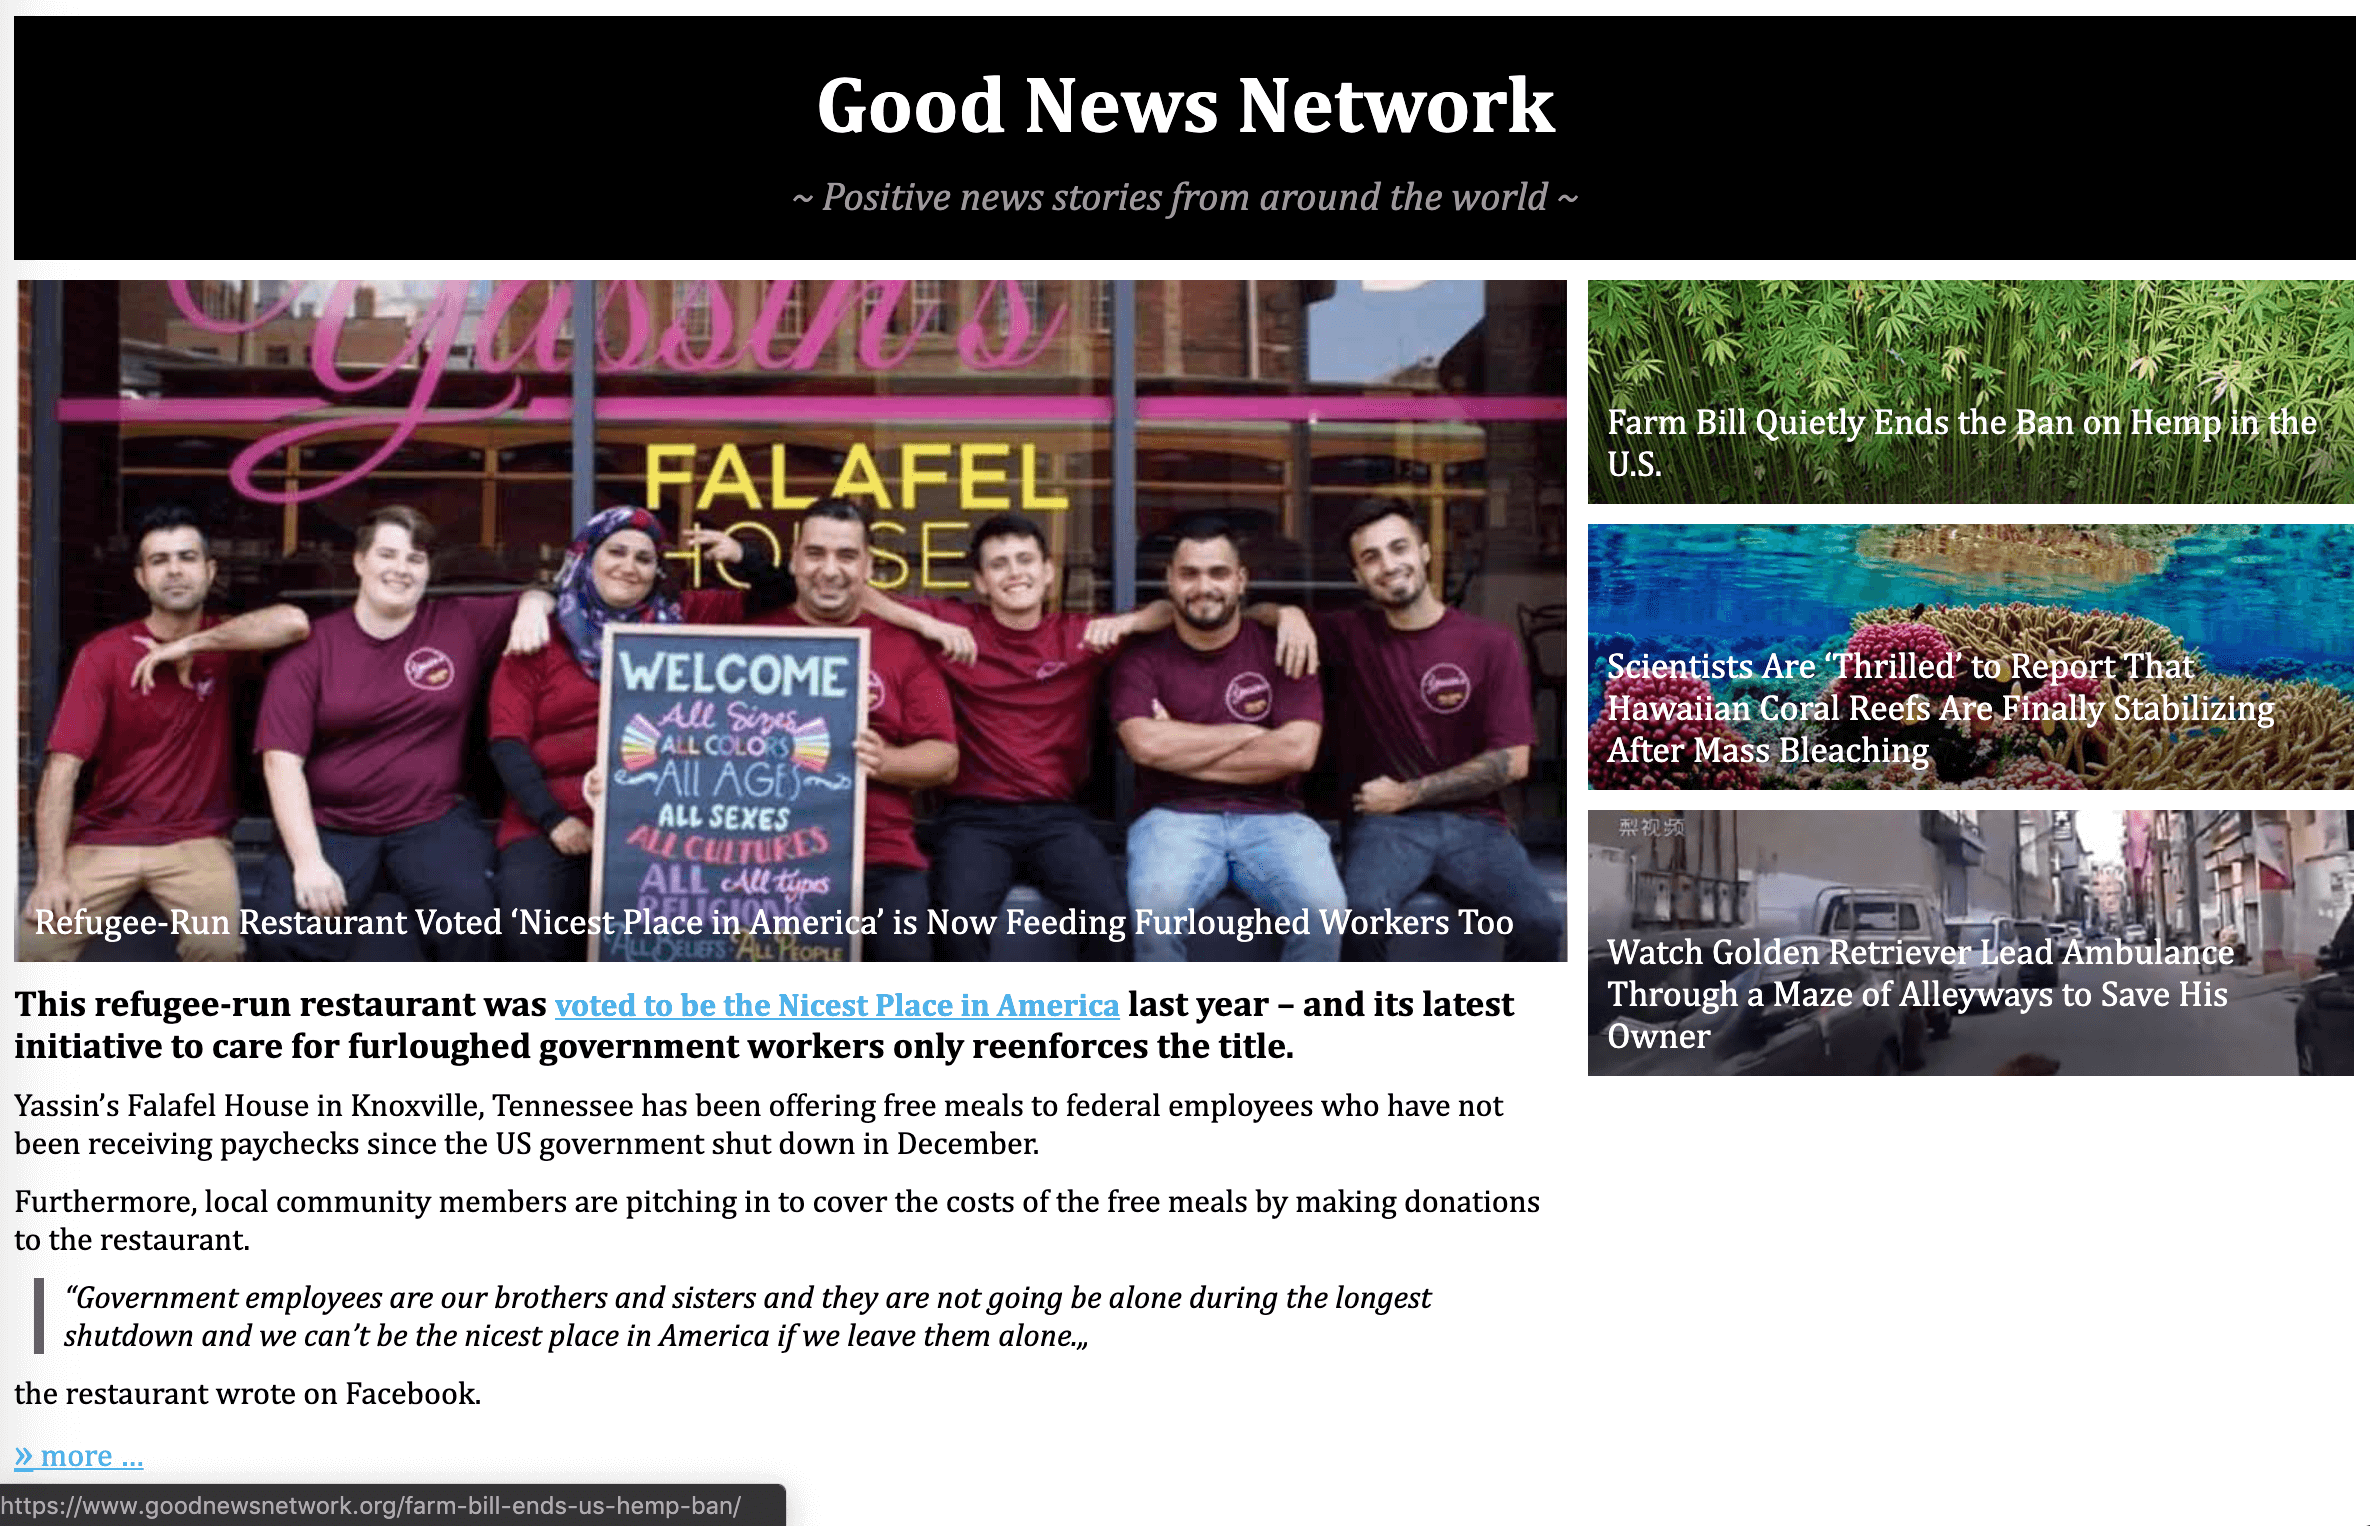 Good News Network
~ Positive news stories from around the world ~
Yassin's
FALAFEL
HOUSE
WELCOME
All Sizes
ALL COLORS
All AGES
ALL SEXES
ALL CULTURES
ALL All types
RELIGIONS
All Beliefs All People
Refugee-Run Restaurant Voted ‘Nicest Place in America’ is Now Feeding Furloughed Workers Too
This refugee-run restaurant was voted to be the Nicest Place in America last year – and its latest
initiative to care for furloughed government workers only reenforces the title.
Yassin’s Falafel House in Knoxville, Tennessee has been offering free meals to federal employees who have not
been receiving paychecks since the US government shut down in December.
Furthermore, local community members are pitching in to cover the costs of the free meals by making donations
to the restaurant.
“Government employees are our brothers and sisters and they are not going be alone during the longest
shutdown and we can’t be the nicest place in America if we leave them alone.„
the restaurant wrote on Facebook.
» more ...
Farm Bill Quietly Ends the Ban on Hemp in the
U.S.
Scientists Are ‘Thrilled’ to Report That
Hawaiian Coral Reefs Are Finally Stabilizing
After Mass Bleaching
梨视频
Watch Golden Retriever Lead Ambulance
Through a Maze of Alleyways to Save His
Owner
https://www.goodnewsnetwork.org/farm-bill-ends-us-hemp-ban/